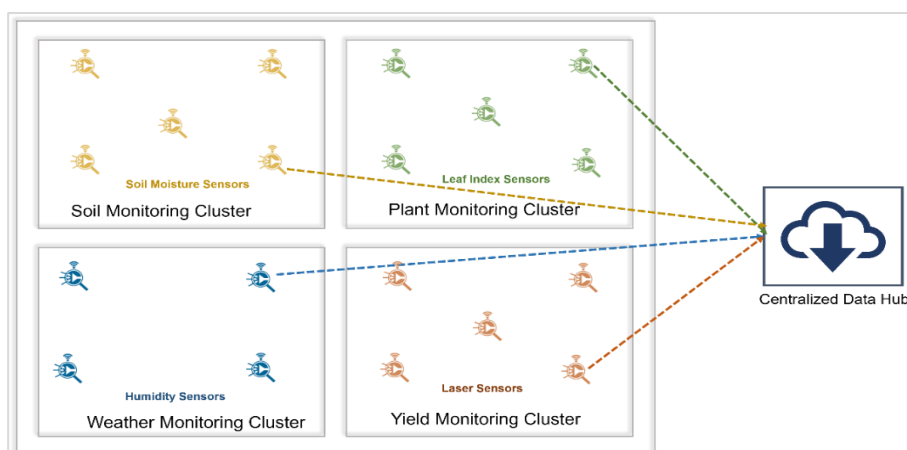 Soil Moisture Sensors
Soil Monitoring Cluster
Leaf Index Sensors
Plant Monitoring Cluster
Humidity Sensors
Weather Monitoring Cluster
Laser Sensors
Yield Monitoring Cluster
Centralized Data Hub